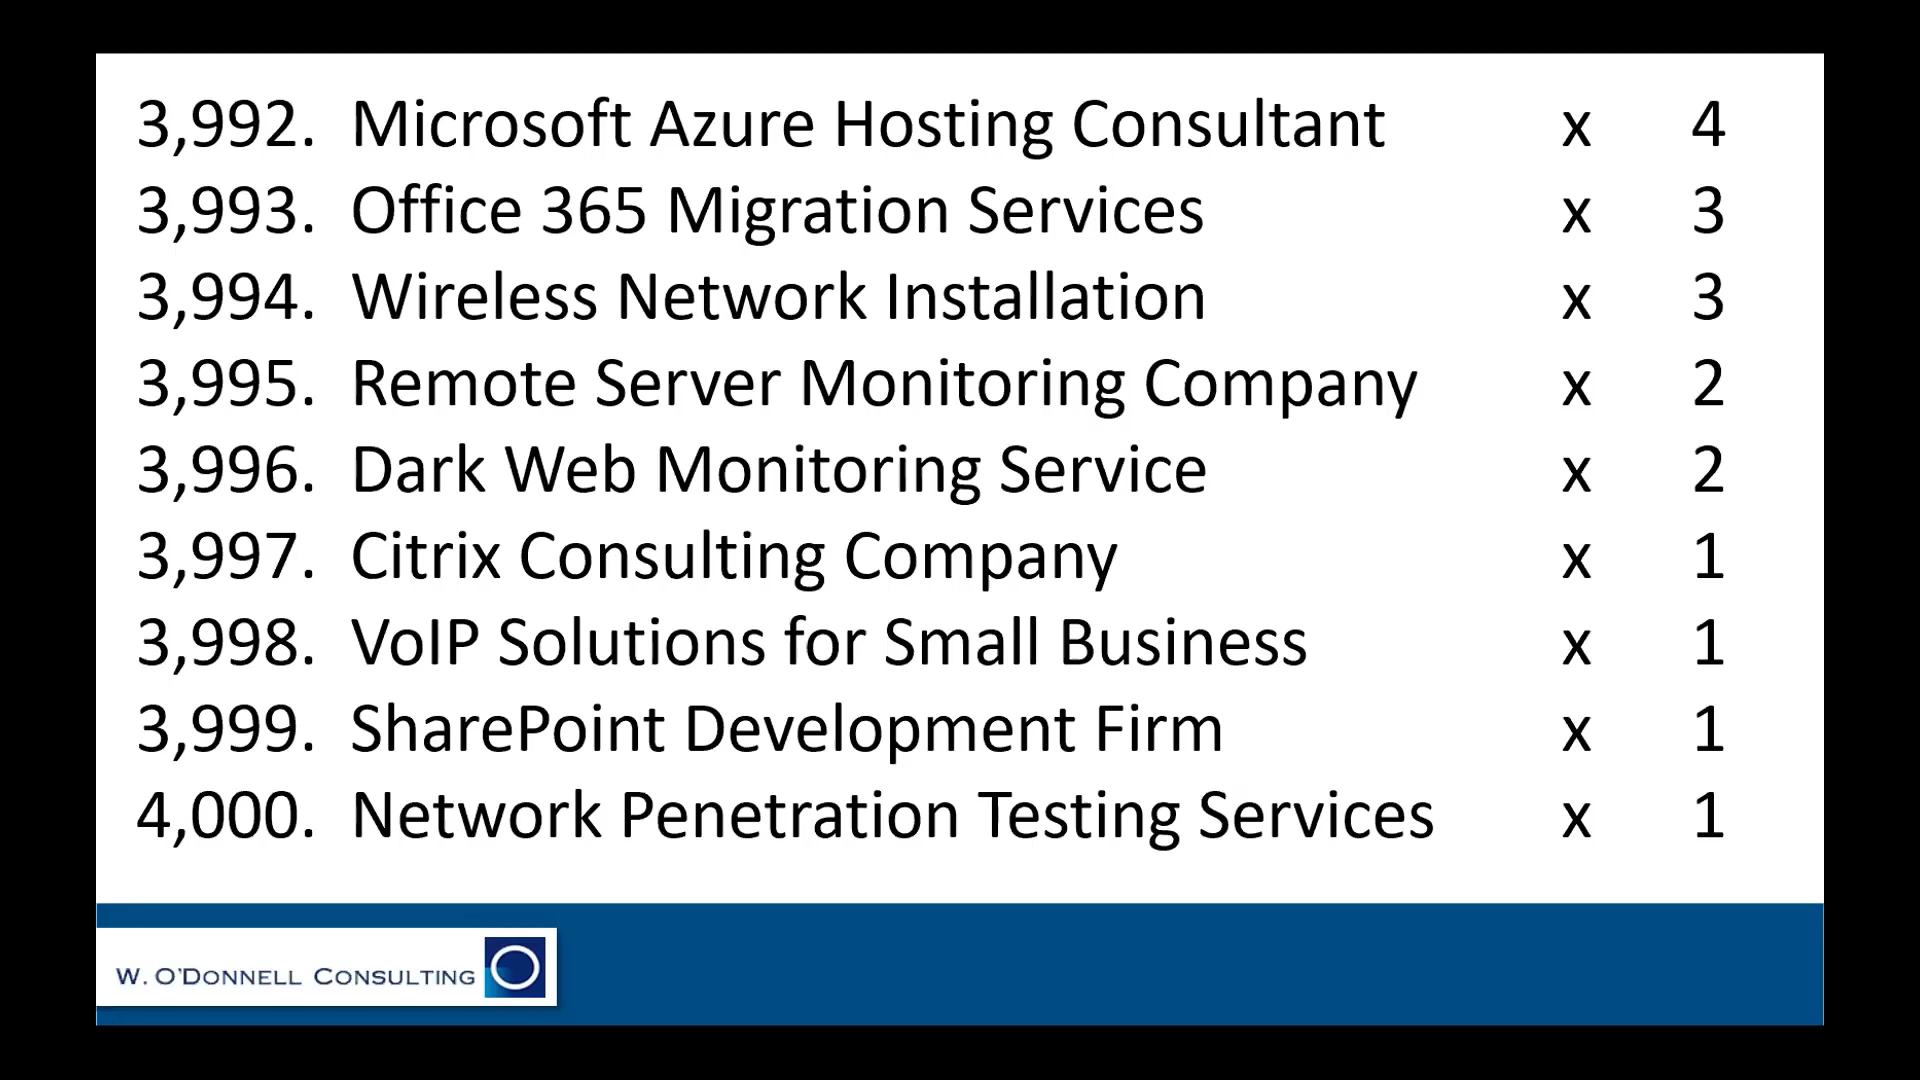 3,992. Microsoft Azure Hosting Consultant x 4
3,993. Office 365 Migration Services x 3
3,994. Wireless Network Installation x 3
3,995. Remote Server Monitoring Company x 2
3,996. Dark Web Monitoring Service x 2
3,997. Citrix Consulting Company x 1
3,998. VoIP Solutions for Small Business x 1
3,999. SharePoint Development Firm x 1
4,000. Network Penetration Testing Services x 1
W. O'DONNELL CONSULTING